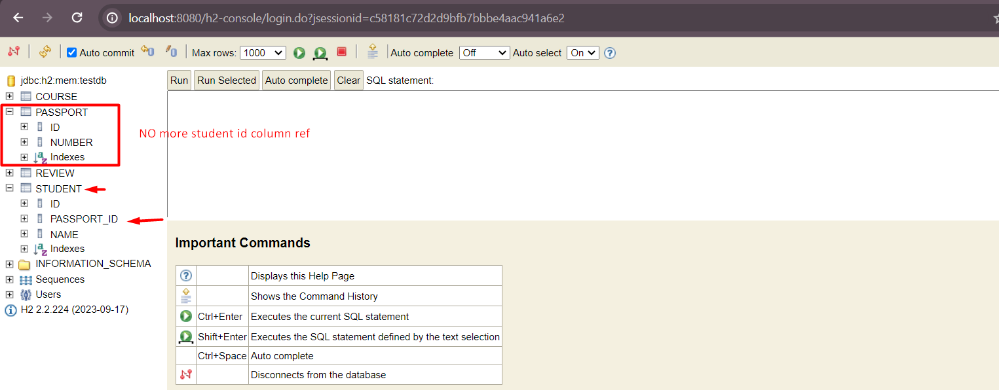 localhost:8080/h2-console/login.do?jsessionid=c58181c72d2d9bfb7bbbe4aac941a6e2
Auto commit Max rows: 1000 Auto complete Off Auto select On
jdbc:h2:mem:testdb
COURSE
PASSPORT
ID
NUMBER
Indexes
REVIEW
STUDENT
ID
PASSPORT_ID
NAME
Indexes
INFORMATION_SCHEMA
Sequences
Users
H2 2.2.224 (2023-09-17)
Run Run Selected Auto complete Clear SQL statement:
NO more student id column ref
Important Commands
Displays this Help Page
Shows the Command History
Ctrl+Enter Executes the current SQL statement
Shift+Enter Executes the SQL statement defined by the text selection
Ctrl+Space Auto complete
Disconnects from the database